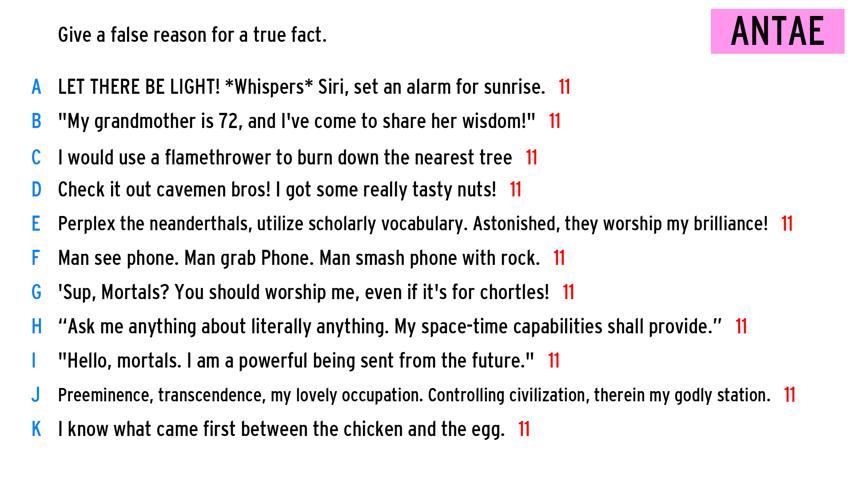 Give a false reason for a true fact.
ANTAE
A LET THERE BE LIGHT! *Whispers* Siri, set an alarm for sunrise. 11
B "My grandmother is 72, and I've come to share her wisdom!" 11
C I would use a flamethrower to burn down the nearest tree 11
D Check it out cavemen bros! I got some really tasty nuts! 11
E Perplex the neanderthals, utilize scholarly vocabulary. Astonished, they worship my brilliance! 11
F Man see phone. Man grab Phone. Man smash phone with rock. 11
G 'Sup, Mortals? You should worship me, even if it's for chortles! 11
H “Ask me anything about literally anything. My space-time capabilities shall provide.” 11
I "Hello, mortals. I am a powerful being sent from the future." 11
J Preeminence, transcendence, my lovely occupation. Controlling civilization, therein my godly station. 11
K I know what came first between the chicken and the egg. 11